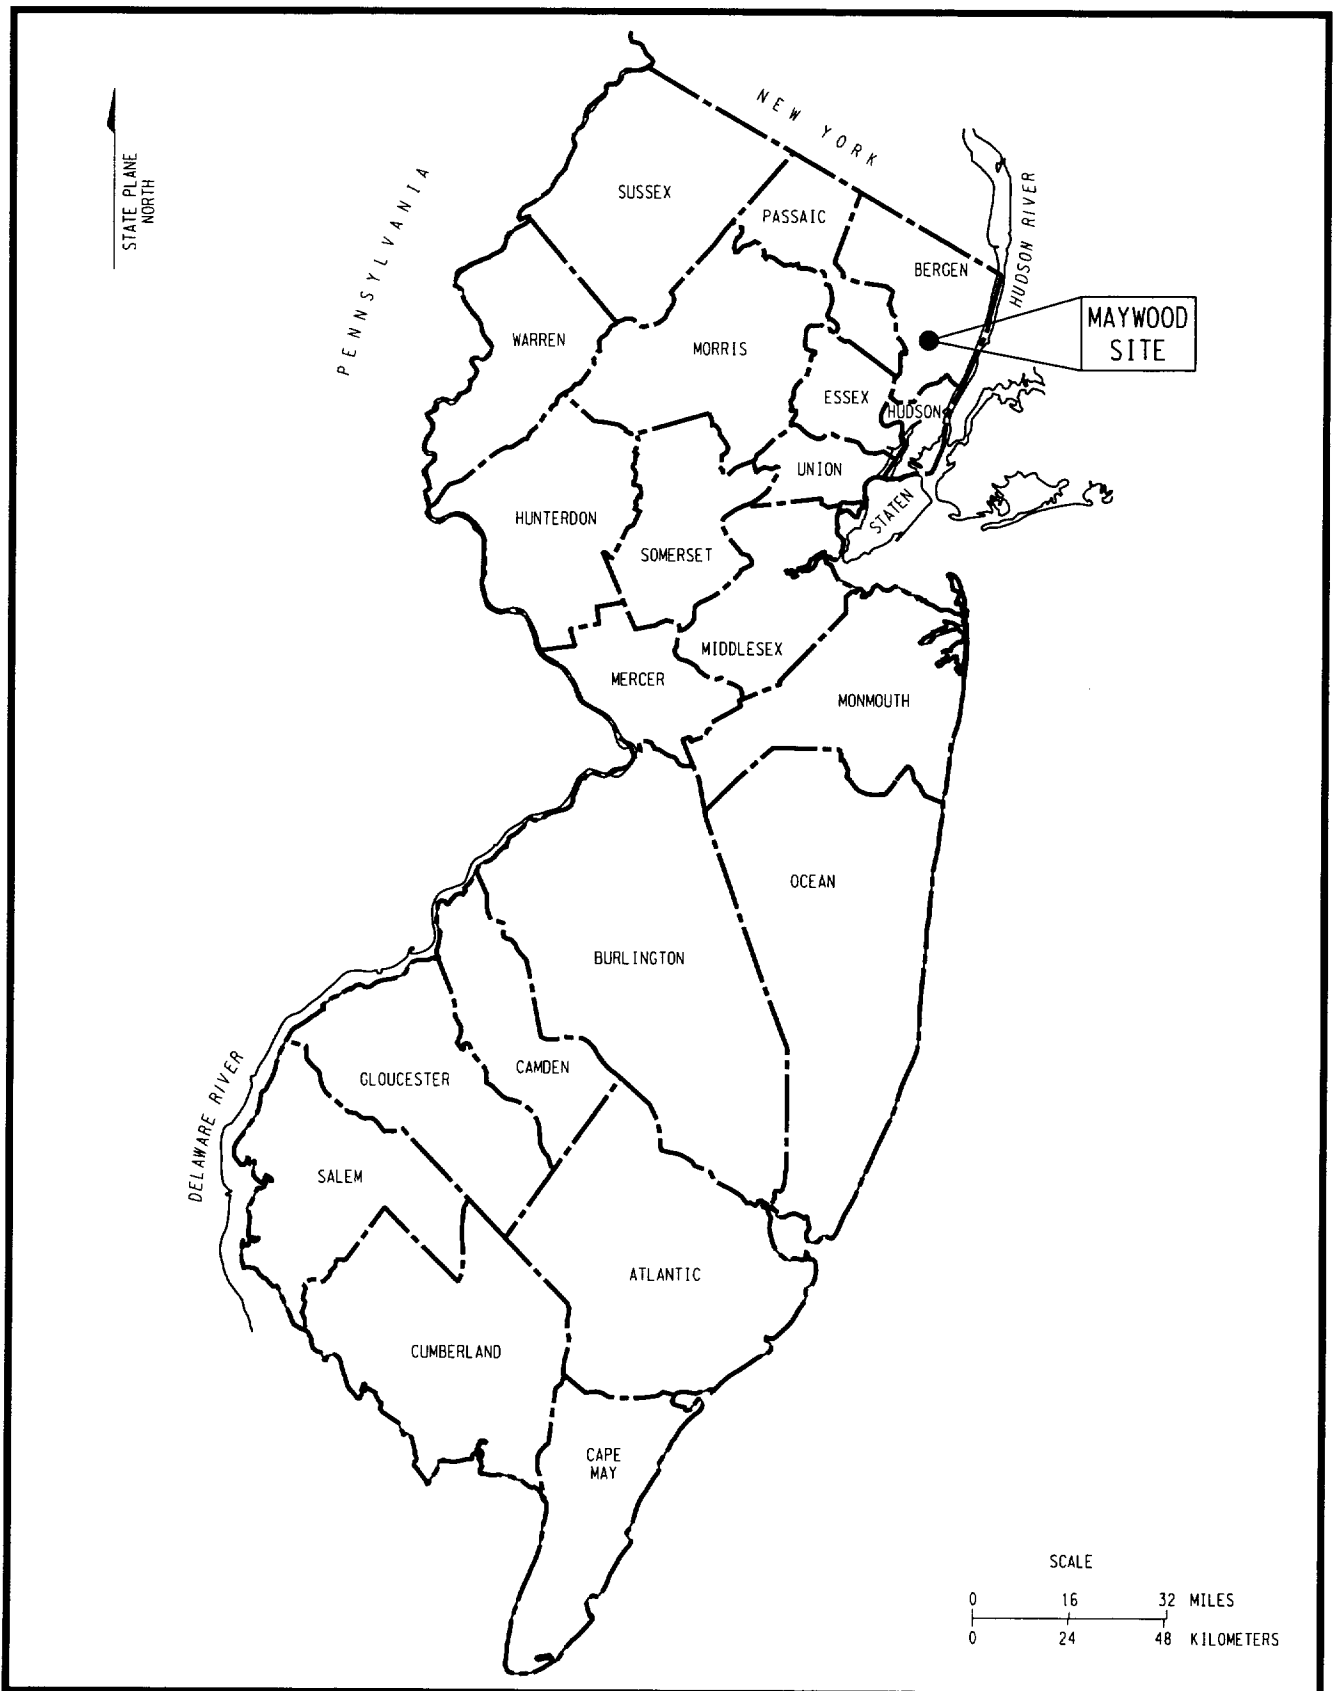 NEW YORK
STATE PLANE
NORTH
PENNSYLVANIA
HUDSON RIVER
SUSSEX
PASSAIC
BERGEN
MAYWOOD
SITE
WARREN
MORRIS
ESSEX
HUDSON
UNION
STATEN
HUNTERDON
SOMERSET
MIDDLESEX
MERCER
MONMOUTH
OCEAN
BURLINGTON
CAMDEN
GLOUCESTER
DELAWARE RIVER
SALEM
ATLANTIC
CUMBERLAND
CAPE
MAY
SCALE
0 16 32 MILES
0 24 48 KILOMETERS